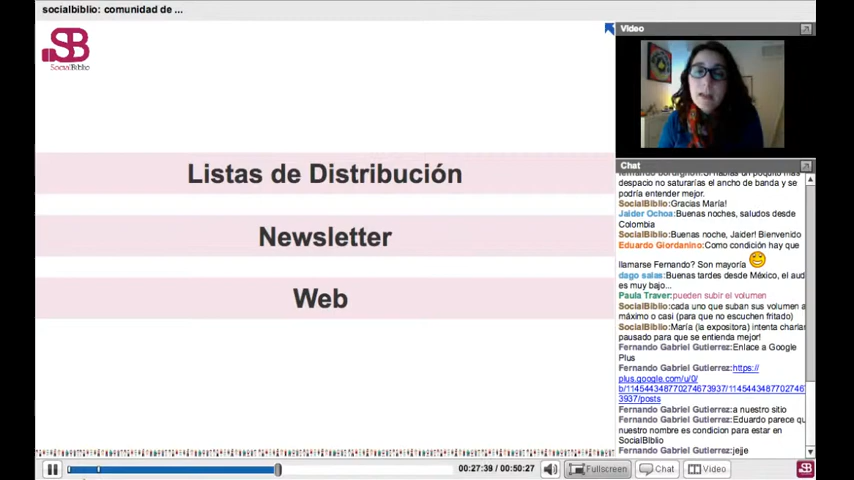 socialbiblio: comunidad de ...
SB
SocialBiblio
Listas de Distribución
Newsletter
Web
Video
Chat
despacio no saturarías el ancho de banda y se
podría entender mejor.
SocialBiblio:Gracias María!
Jaider Ochoa:Buenas noches, saludos desde
Colombia
SocialBiblio:Buenas noche, Jaider! Bienvenido
Eduardo Giordanino:Como condición hay que
llamarse Fernando? Son mayoría
dago salas:Buenas tardes desde México, el aud
es muy bajo...
Paula Traver:pueden subir el volumen
SocialBiblio:cada uno que suban sus volumen a
máximo o casi (para que no escuchen fritado)
SocialBiblio:María (la expositora) intenta charlar
pausado para que se entienda mejor!
Fernando Gabriel Gutierrez:Enlace a Google
Plus
Fernando Gabriel Gutierrez:https://
plus.google.com/u/0/
b/114544348770274673937/11454434877027467
3937/posts
Fernando Gabriel Gutierrez:a nuestro sitio
Fernando Gabriel Gutierrez:Eduardo parece qu
nuestro nombre es condicion para estar en
SocialBIblio
Fernando Gabriel Gutierrez:jejje
00:27:39 / 00:50:27
Fullscreen
Chat
Video
SB